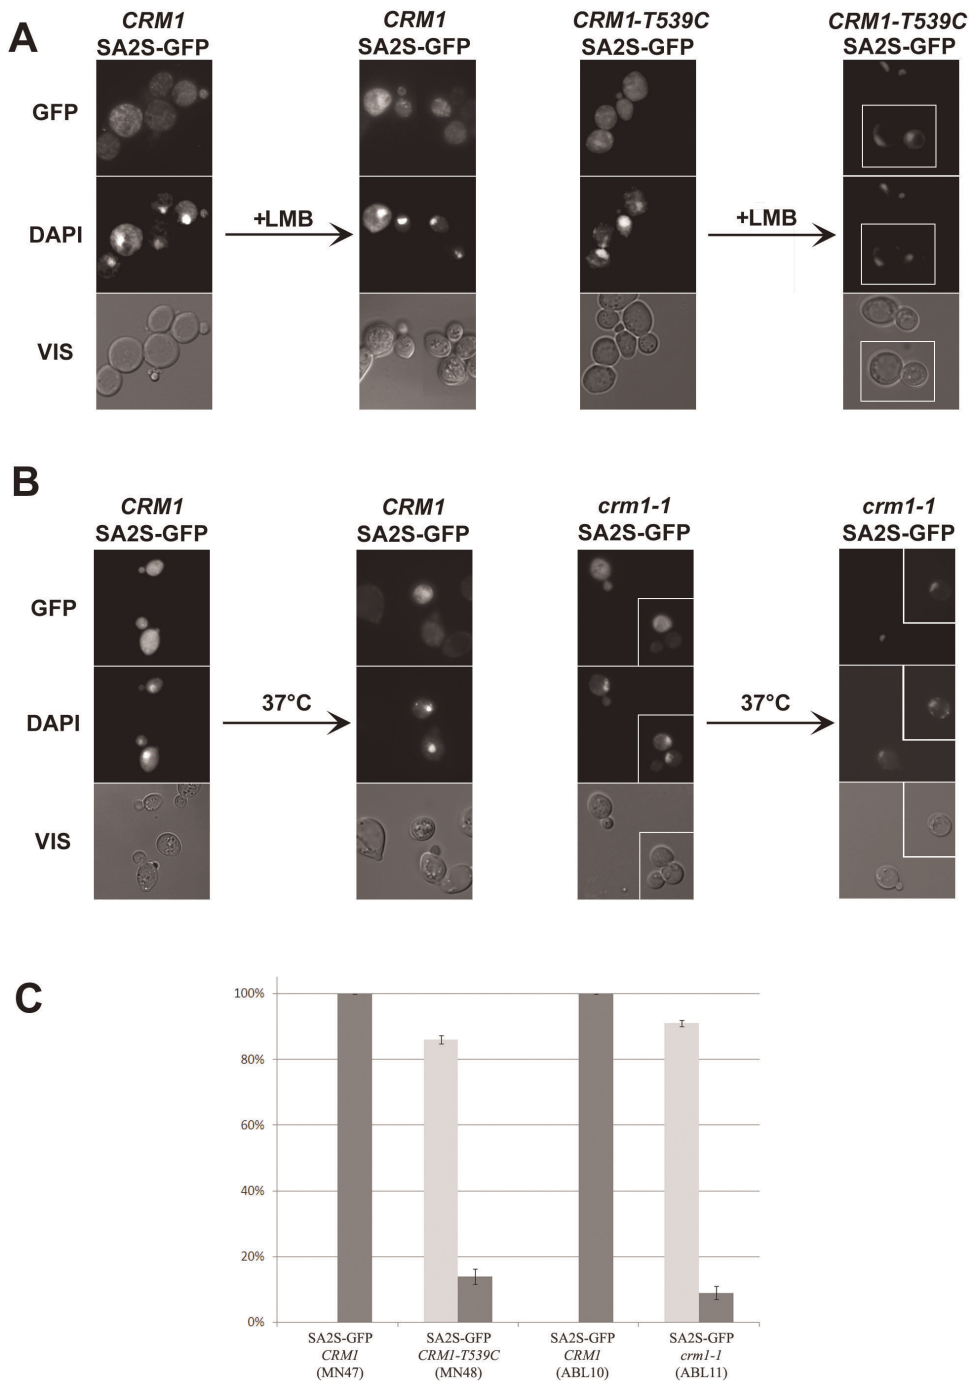 A
CRM1 CRM1 CRM1-T539C CRM1-T539C
SA2S-GFP SA2S-GFP SA2S-GFP SA2S-GFP
GFP
DAPI
+LMB +LMB
VIS
B
CRM1 CRM1 crm1-1 crm1-1
SA2S-GFP SA2S-GFP SA2S-GFP SA2S-GFP
GFP
DAPI
37°C 37°C
VIS
C
100%
80%
60%
40%
20%
0%
SA2S-GFP SA2S-GFP SA2S-GFP SA2S-GFP
CRM1 CRM1-T539C CRM1 crm1-1
(MN47) (MN48) (ABL10) (ABL11)